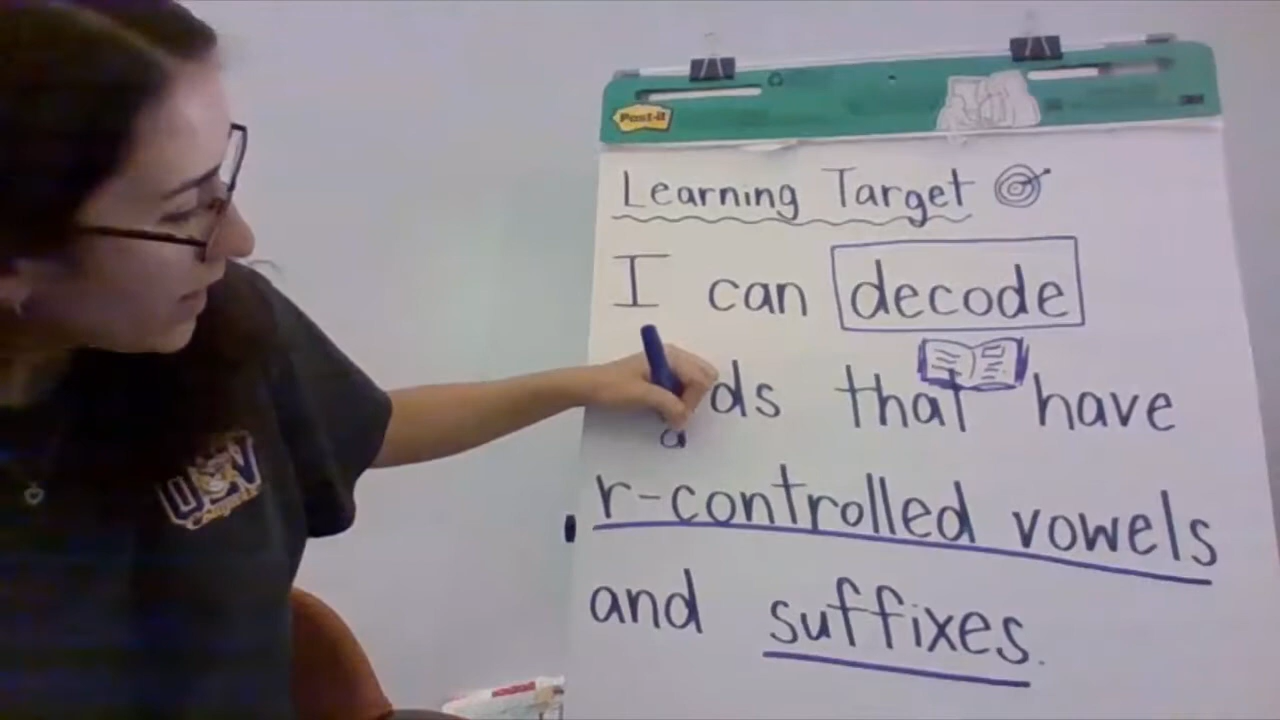 Post-it
Learning Target
I can decode
ds that have
a
r-controlled vowels
and suffixes.